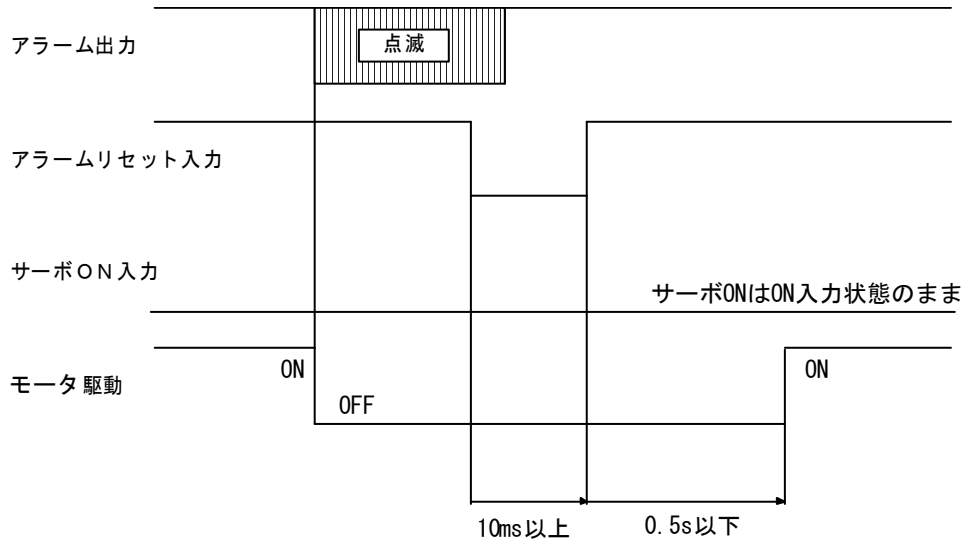 アラーム出力
点滅
アラームリセット入力
サーボON入力
サーボONはON入力状態のまま
モータ駆動
ON
OFF
ON
10ms以上
0.5s以下